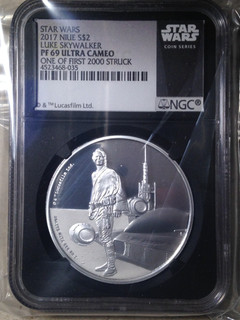 STAR WARS
2017 NIUE S$2
LUKE SKYWALKER
PF 69 ULTRA CAMEO
ONE OF FIRST 2000 STRUCK
4523468-035
© & ™Lucasfilm Ltd.
STAR
WARS
COIN SERIES
NGC